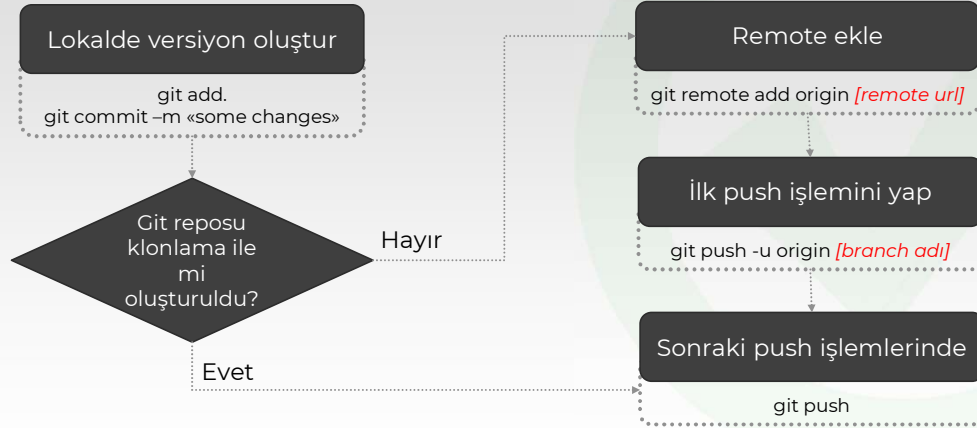 Lokalde versiyon oluştur
git add.
git commit –m «some changes»
Git reposu
klonlama ile
mi
oluşturuldu?
Hayır
Evet
Remote ekle
git remote add origin [remote url]
İlk push işlemini yap
git push -u origin [branch adı]
Sonraki push işlemlerinde
git push